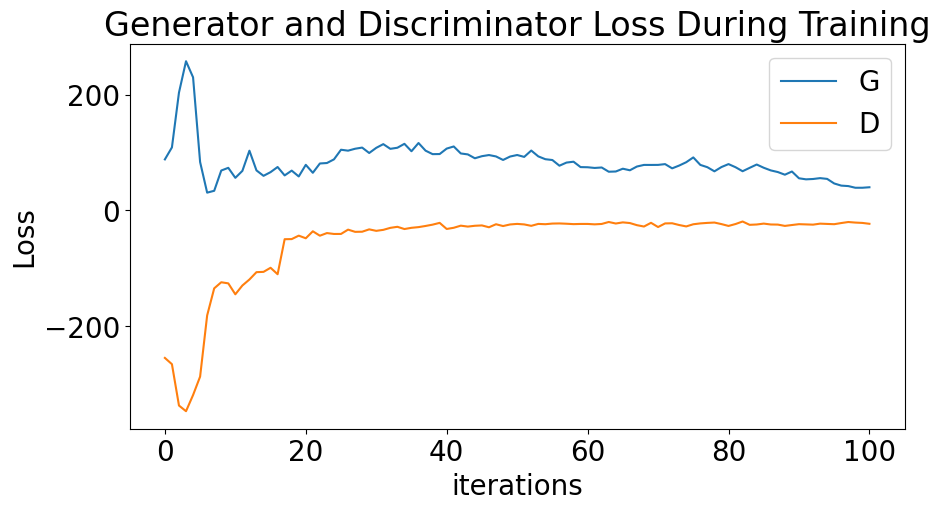 Generator and Discriminator Loss During Training
G
D
200
0
−200
Loss
0 20 40 60 80 100
iterations